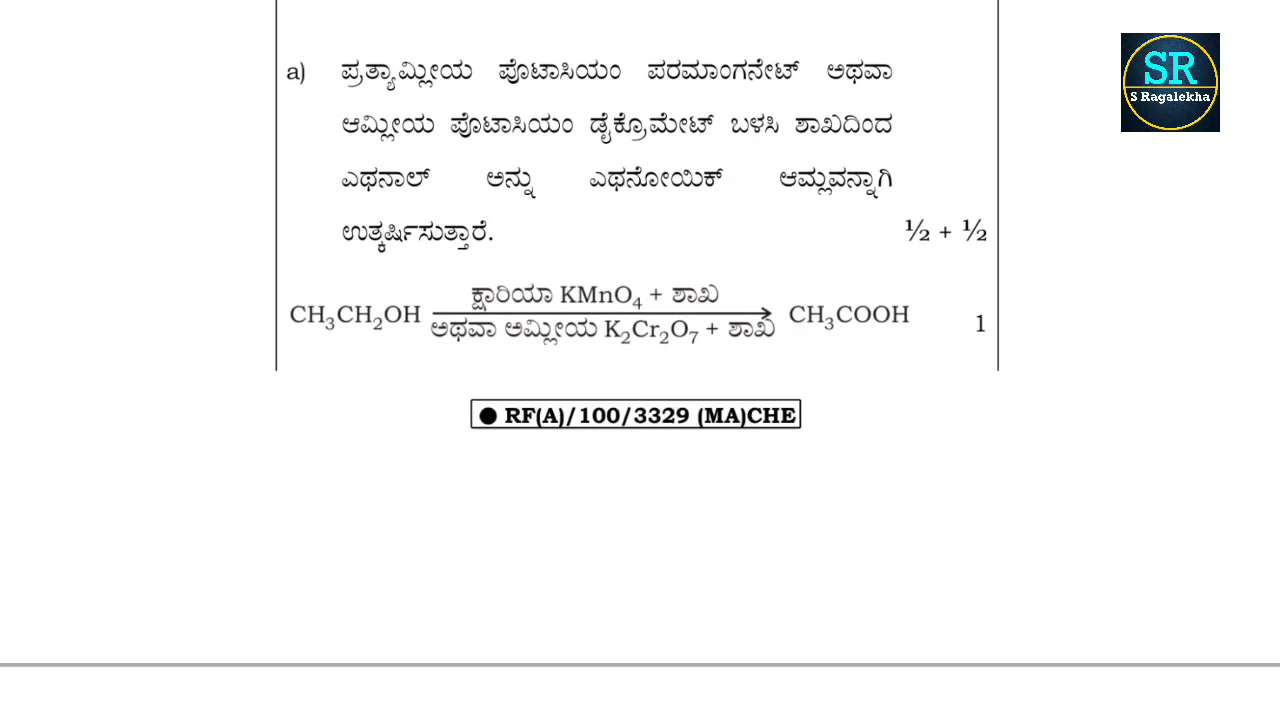 SR
S Ragalekha
a) ಪ್ರತ್ಯಾಮ್ಲೀಯ ಪೊಟಾಸಿಯಂ ಪರಮಾಂಗನೇಟ್ ಅಥವಾ
ಆಮ್ಲೀಯ ಪೊಟಾಸಿಯಂ ಡೈಕ್ರೊಮೇಟ್ ಬಳಸಿ ಶಾಖದಿಂದ
ಎಥನಾಲ್ ಅನ್ನು ಎಥನೋಯಿಕ್ ಆಮ್ಲವನ್ನಾಗಿ
ಉತ್ಕರ್ಷಿಸುತ್ತಾರೆ. ½ + ½
ಕ್ಷಾರಿಯಾ KMnO₄ + ಶಾಖ
CH₃CH₂OH → CH₃COOH 1
ಅಥವಾ ಅಮ್ಲೀಯ K₂Cr₂O₇ + ಶಾಖ
● RF(A)/100/3329 (MA)CHE